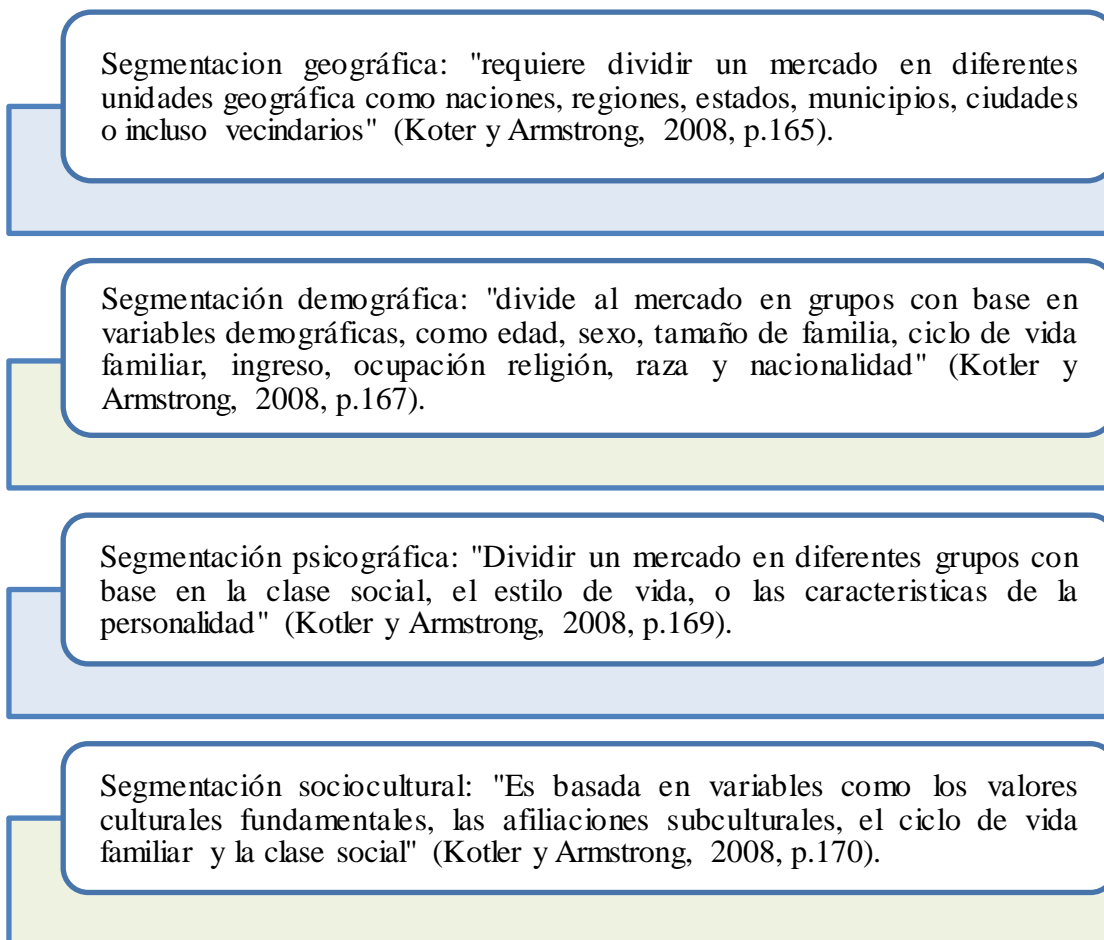 Segmentacion geográfica: "requiere dividir un mercado en diferentes
unidades geográfica como naciones, regiones, estados, municipios, ciudades
o incluso vecindarios" (Koter y Armstrong, 2008, p.165).
Segmentación demográfica: "divide al mercado en grupos con base en
variables demográficas, como edad, sexo, tamaño de familia, ciclo de vida
familiar, ingreso, ocupación religión, raza y nacionalidad" (Kotler y
Armstrong, 2008, p.167).
Segmentación psicográfica: "Dividir un mercado en diferentes grupos con
base en la clase social, el estilo de vida, o las caracteristicas de la
personalidad" (Kotler y Armstrong, 2008, p.169).
Segmentación sociocultural: "Es basada en variables como los valores
culturales fundamentales, las afiliaciones subculturales, el ciclo de vida
familiar y la clase social" (Kotler y Armstrong, 2008, p.170).